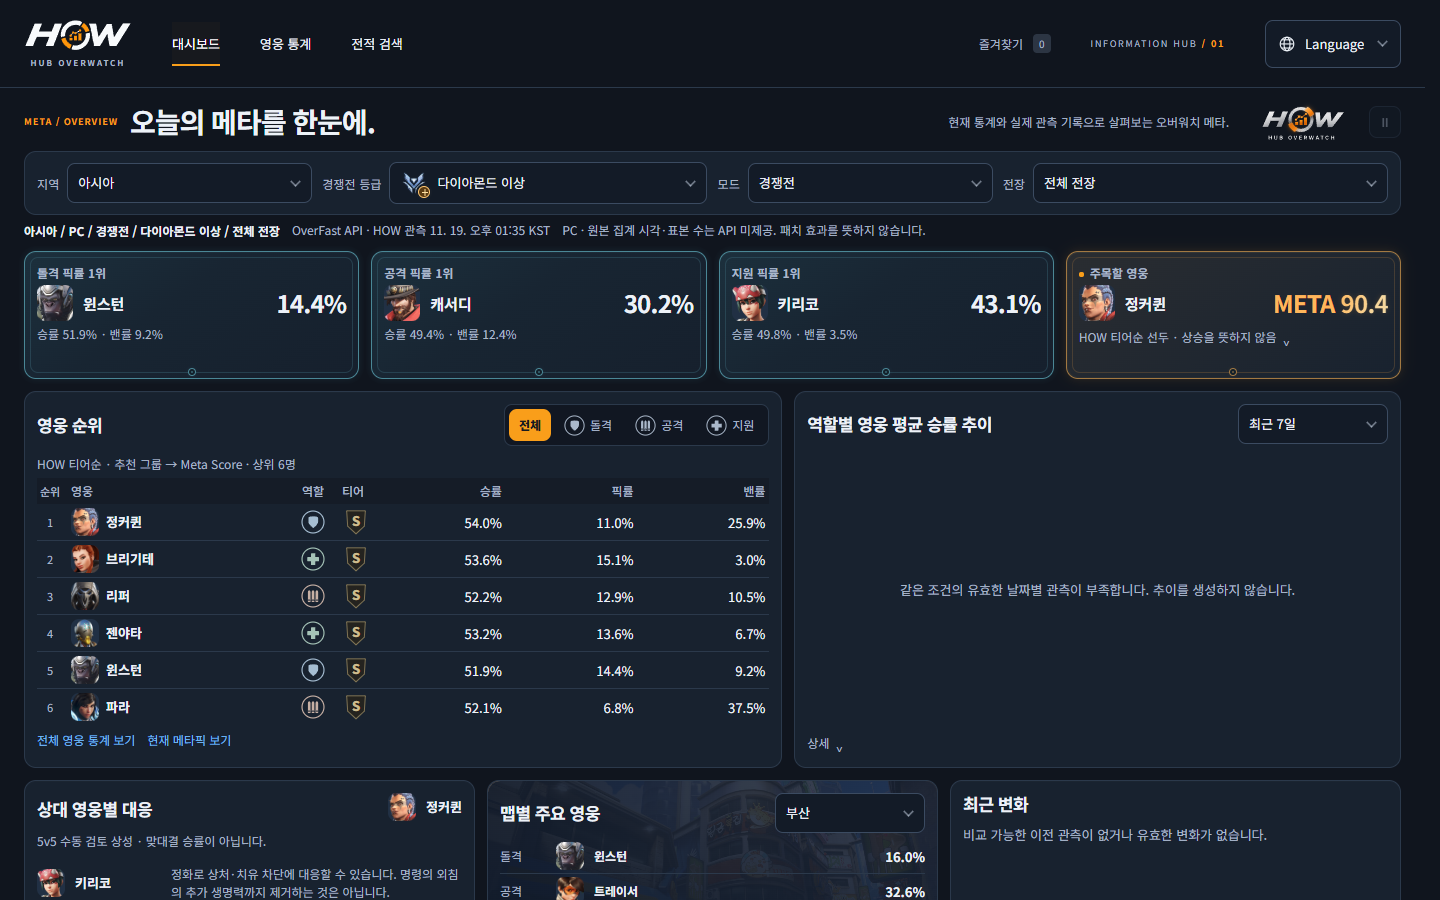 HOW
HUB OVERWATCH
대시보드
영웅 통계
전적 검색
즐겨찾기 0
INFORMATION HUB / 01
Language
META / OVERVIEW
오늘의 메타를 한눈에.
현재 통계와 실제 관측 기록으로 살펴보는 오버워치 메타.
HOW
HUB OVERWATCH
지역 아시아
경쟁전 등급 다이아몬드 이상
모드 경쟁전
전장 전체 전장
아시아 / PC / 경쟁전 / 다이아몬드 이상 / 전체 전장 OverFast API · HOW 관측 11. 19. 오후 01:35 KST PC · 원본 집계 시각·표본 수는 API 미제공. 패치 효과를 뜻하지 않습니다.
돌격 픽률 1위
윈스턴 14.4%
승률 51.9% · 밴률 9.2%
공격 픽률 1위
캐서디 30.2%
승률 49.4% · 밴률 12.4%
지원 픽률 1위
키리코 43.1%
승률 49.8% · 밴률 3.5%
주목할 영웅
정커퀸 META 90.4
HOW 티어순 선두 · 상승을 뜻하지 않음
영웅 순위
전체 돌격 공격 지원
HOW 티어순 · 추천 그룹 → Meta Score · 상위 6명
순위 영웅 역할 티어 승률 픽률 밴률
1 정커퀸 S 54.0% 11.0% 25.9%
2 브리기테 S 53.6% 15.1% 3.0%
3 리퍼 S 52.2% 12.9% 10.5%
4 젠야타 S 53.2% 13.6% 6.7%
5 윈스턴 S 51.9% 14.4% 9.2%
6 파라 S 52.1% 6.8% 37.5%
전체 영웅 통계 보기 현재 메타픽 보기
역할별 영웅 평균 승률 추이
최근 7일
같은 조건의 유효한 날짜별 관측이 부족합니다. 추이를 생성하지 않습니다.
상세
상대 영웅별 대응
정커퀸
5v5 수동 검토 상성 · 맞대결 승률이 아닙니다.
키리코
정화로 상처·치유 차단에 대응할 수 있습니다. 명령의 외침
의 추가 생명력까지 제거하는 것은 아닙니다.
맵별 주요 영웅
부산
돌격 윈스턴 16.0%
공격 트레이서 32.6%
최근 변화
비교 가능한 이전 관측이 없거나 유효한 변화가 없습니다.